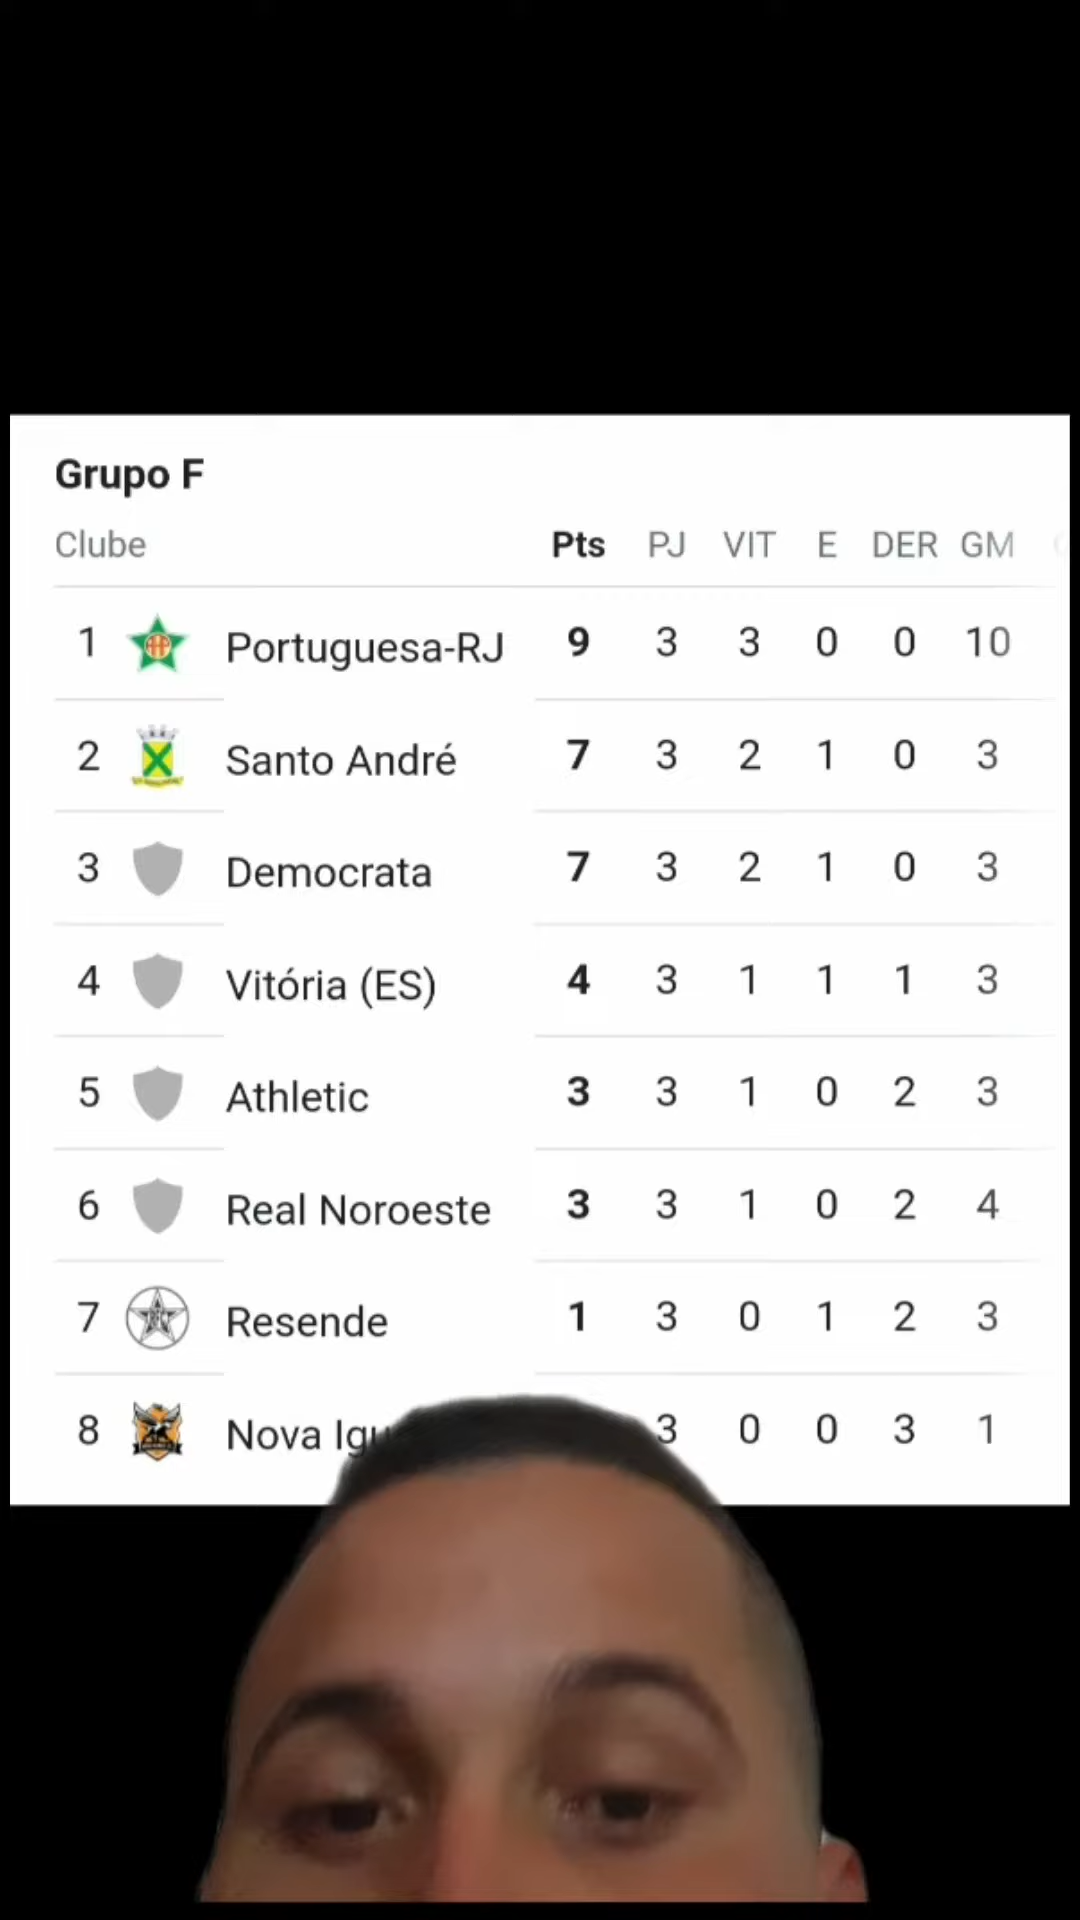 Grupo F
Clube Pts PJ VIT E DER GM
1 Portuguesa-RJ 9 3 3 0 0 10
2 Santo André 7 3 2 1 0 3
3 Democrata 7 3 2 1 0 3
4 Vitória (ES) 4 3 1 1 1 3
5 Athletic 3 3 1 0 2 3
6 Real Noroeste 3 3 1 0 2 4
7 Resende 1 3 0 1 2 3
8 Nova 3 0 0 3 1